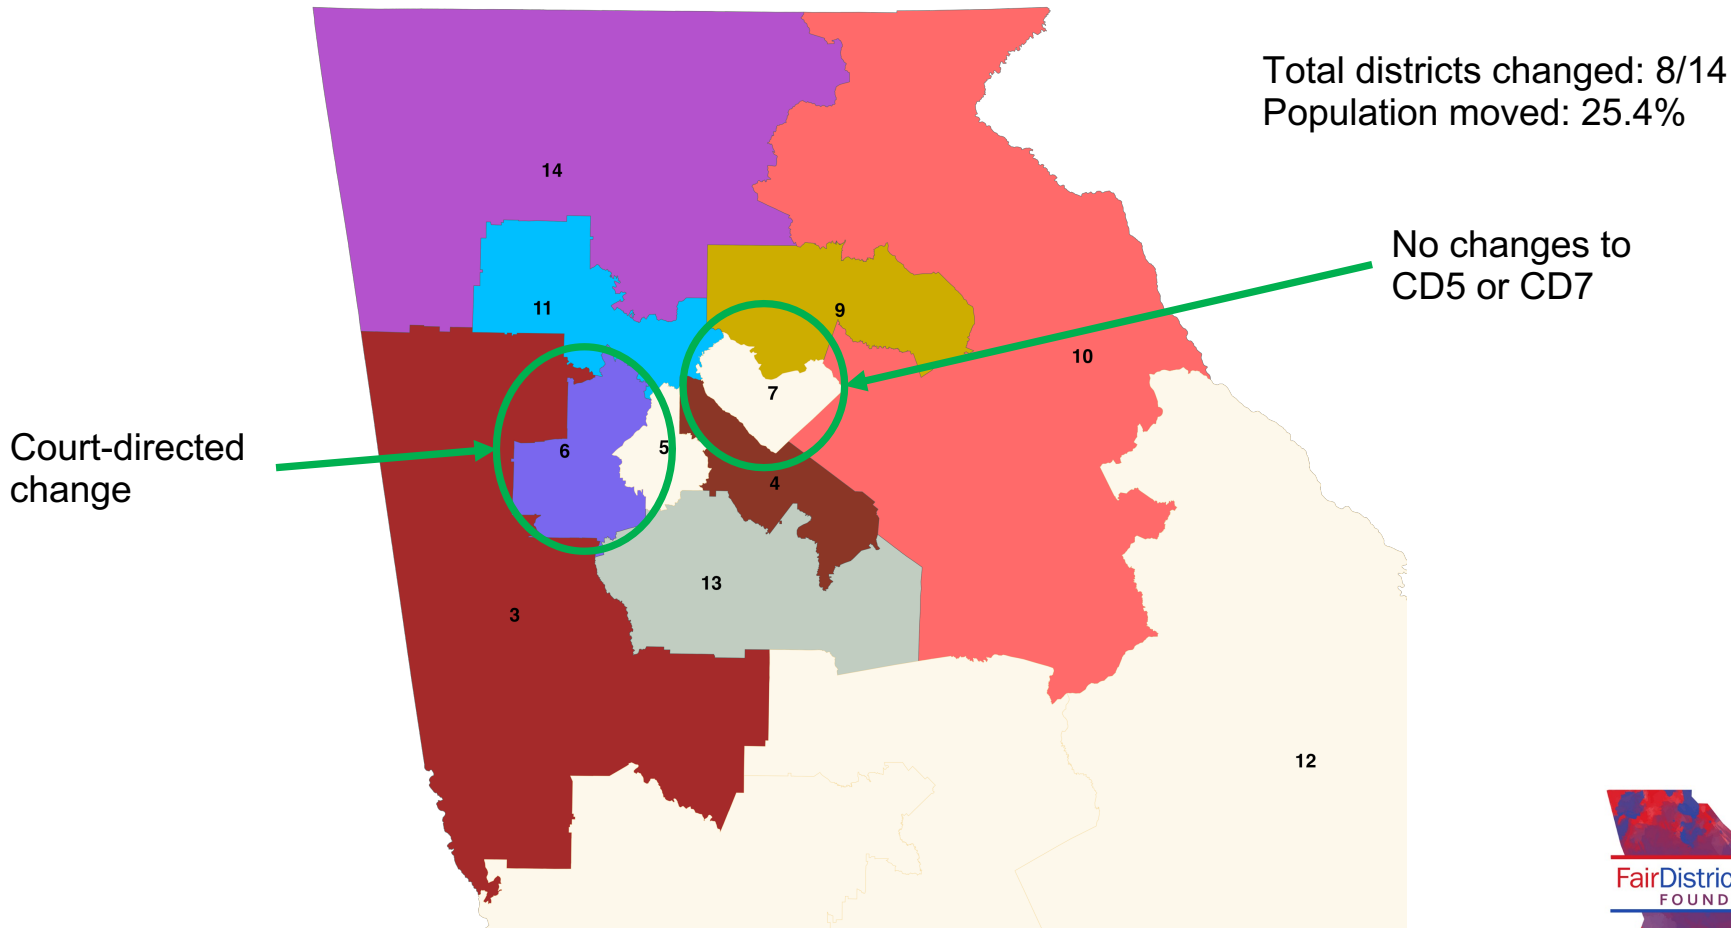 Total districts changed: 8/14
Population moved: 25.4%
14
No changes to
CD5 or CD7
11
9
10
7
Court-directed
change
6
5
4
13
3
12